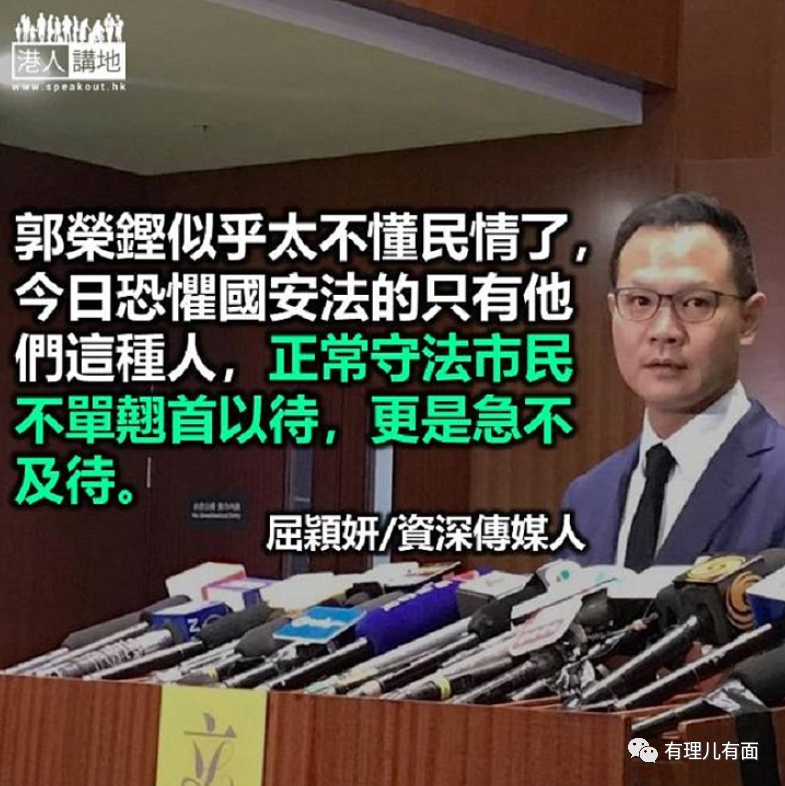 港人講地
www.speakout.hk
郭榮鏗似乎太不懂民情了，
今日恐懼國安法的只有他
們這種人，正常守法市民
不單翹首以待，更是急不
及待。
屈穎妍/資深傳媒人
立
有理儿有面